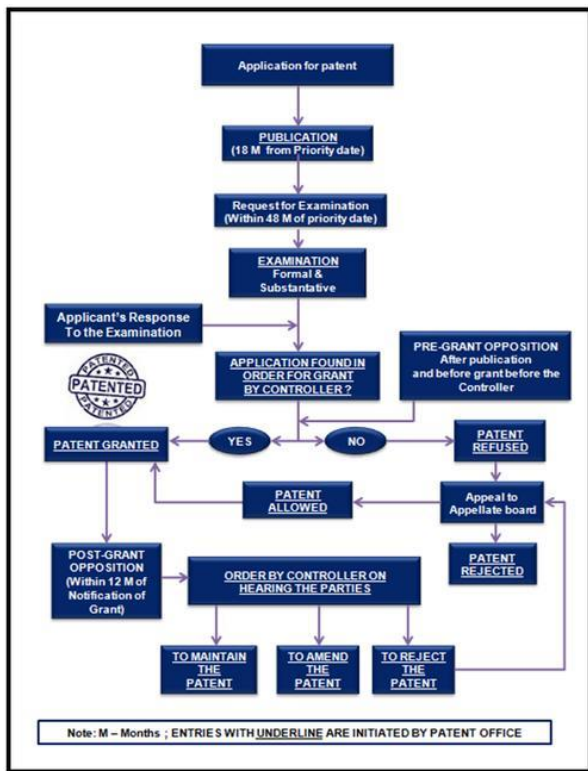 Application for patent
PUBLICATION
(18 M from Priority date)
Request for Examination
(Within 48 M of priority date)
EXAMINATION
Formal &
Substantative
Applicant's Response
To the Examination
PATENTED
PATENTED
PATENTED
APPLICATION FOUND IN
ORDER FOR GRANT
BY CONTROLLER ?
PRE-GRANT OPPOSITION
After publication
and before grant before the
Controller
PATENT GRANTED
YES
NO
PATENT
REFUSED
PATENT
ALLOWED
Appeal to
Appellate board
PATENT
REJECTED
POST-GRANT
OPPOSITION
(Within 12 M of
Notification of
Grant)
ORDER BY CONTROLLER ON
HEARING THE PARTIES
TO MAINTAIN
THE
PATENT
TO AMEND
THE
PATENT
TO REJECT
THE
PATENT
Note: M – Months ; ENTRIES WITH UNDERLINE ARE INITIATED BY PATENT OFFICE